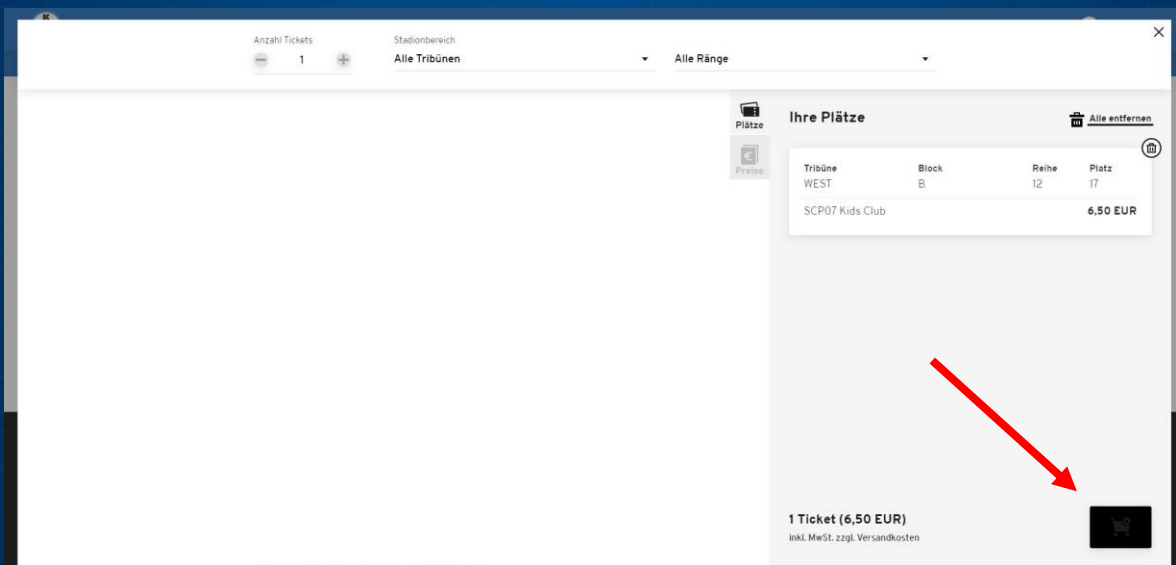 Anzahl Tickets
Stadionbereich
1
Alle Tribünen
Alle Ränge
Plätze
Preise
Ihre Plätze
Alle entfernen
Tribüne Block Reihe Platz
WEST B 12 17
SCP07 Kids Club 6,50 EUR
1 Ticket (6,50 EUR)
inkl. MwSt. zzgl. Versandkosten